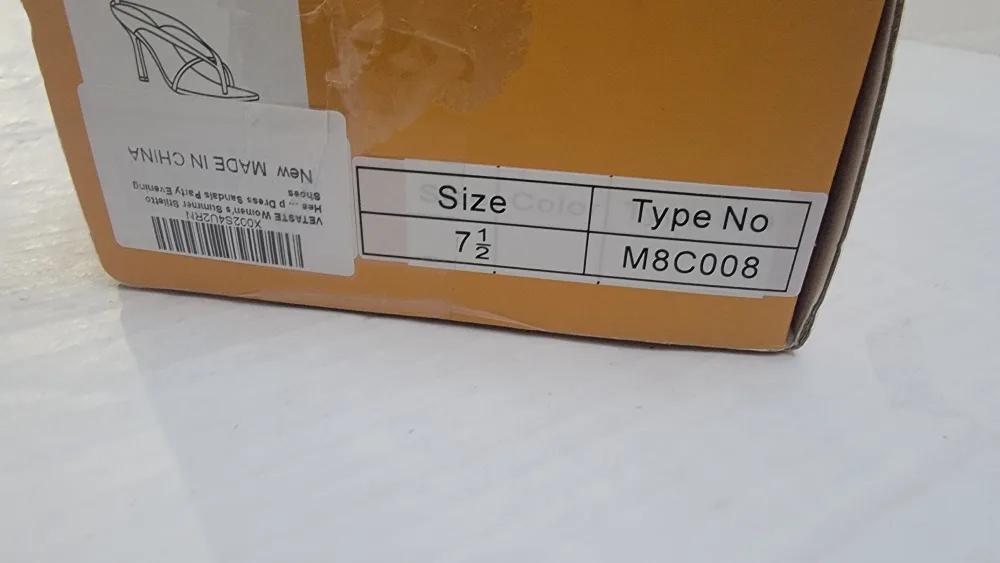 Size Type No
7½ M8C008
X002S4U2RN
VETASTE Women's Summer Stiletto
Hee ... p Dress Sandals Party Evening
Shoes
New MADE IN CHINA
Color